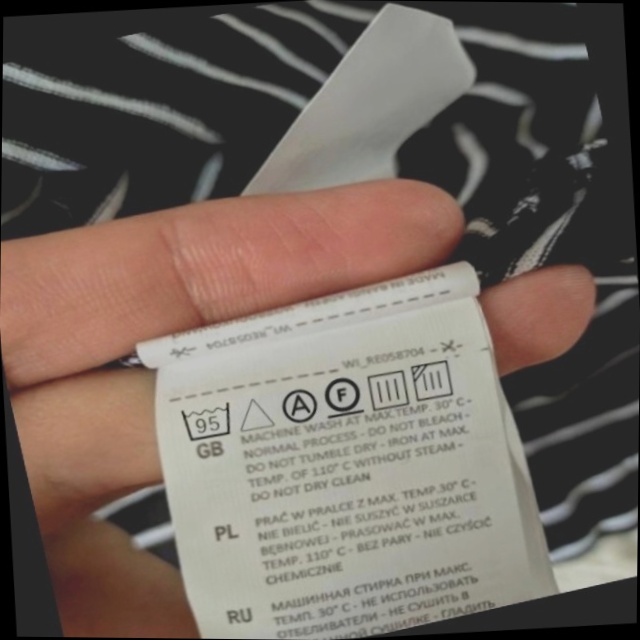 WI_RE058704
WI_RE058704
95 A F
GB
MACHINE WASH AT MAX.TEMP. 30° C -
NORMAL PROCESS - DO NOT BLEACH -
DO NOT TUMBLE DRY - IRON AT MAX.
TEMP. OF 110° C WITHOUT STEAM -
DO NOT DRY CLEAN
PL
PRAĆ W PRALCE Z MAX. TEMP.30° C -
NIE BIELIĆ - NIE SUSZYĆ W SUSZARCE
BĘBNOWEJ - PRASOWAĆ W MAX.
TEMP. 110° C - BEZ PARY - NIE CZYŚCIĆ
CHEMICZNIE
RU
МАШИННАЯ СТИРКА ПРИ МАКС.
ТЕМП. 30° C - НЕ ИСПОЛЬЗОВАТЬ
ОТБЕЛИВАТЕЛИ - НЕ СУШИТЬ В
СУШИЛКЕ - ГЛАДИТЬ